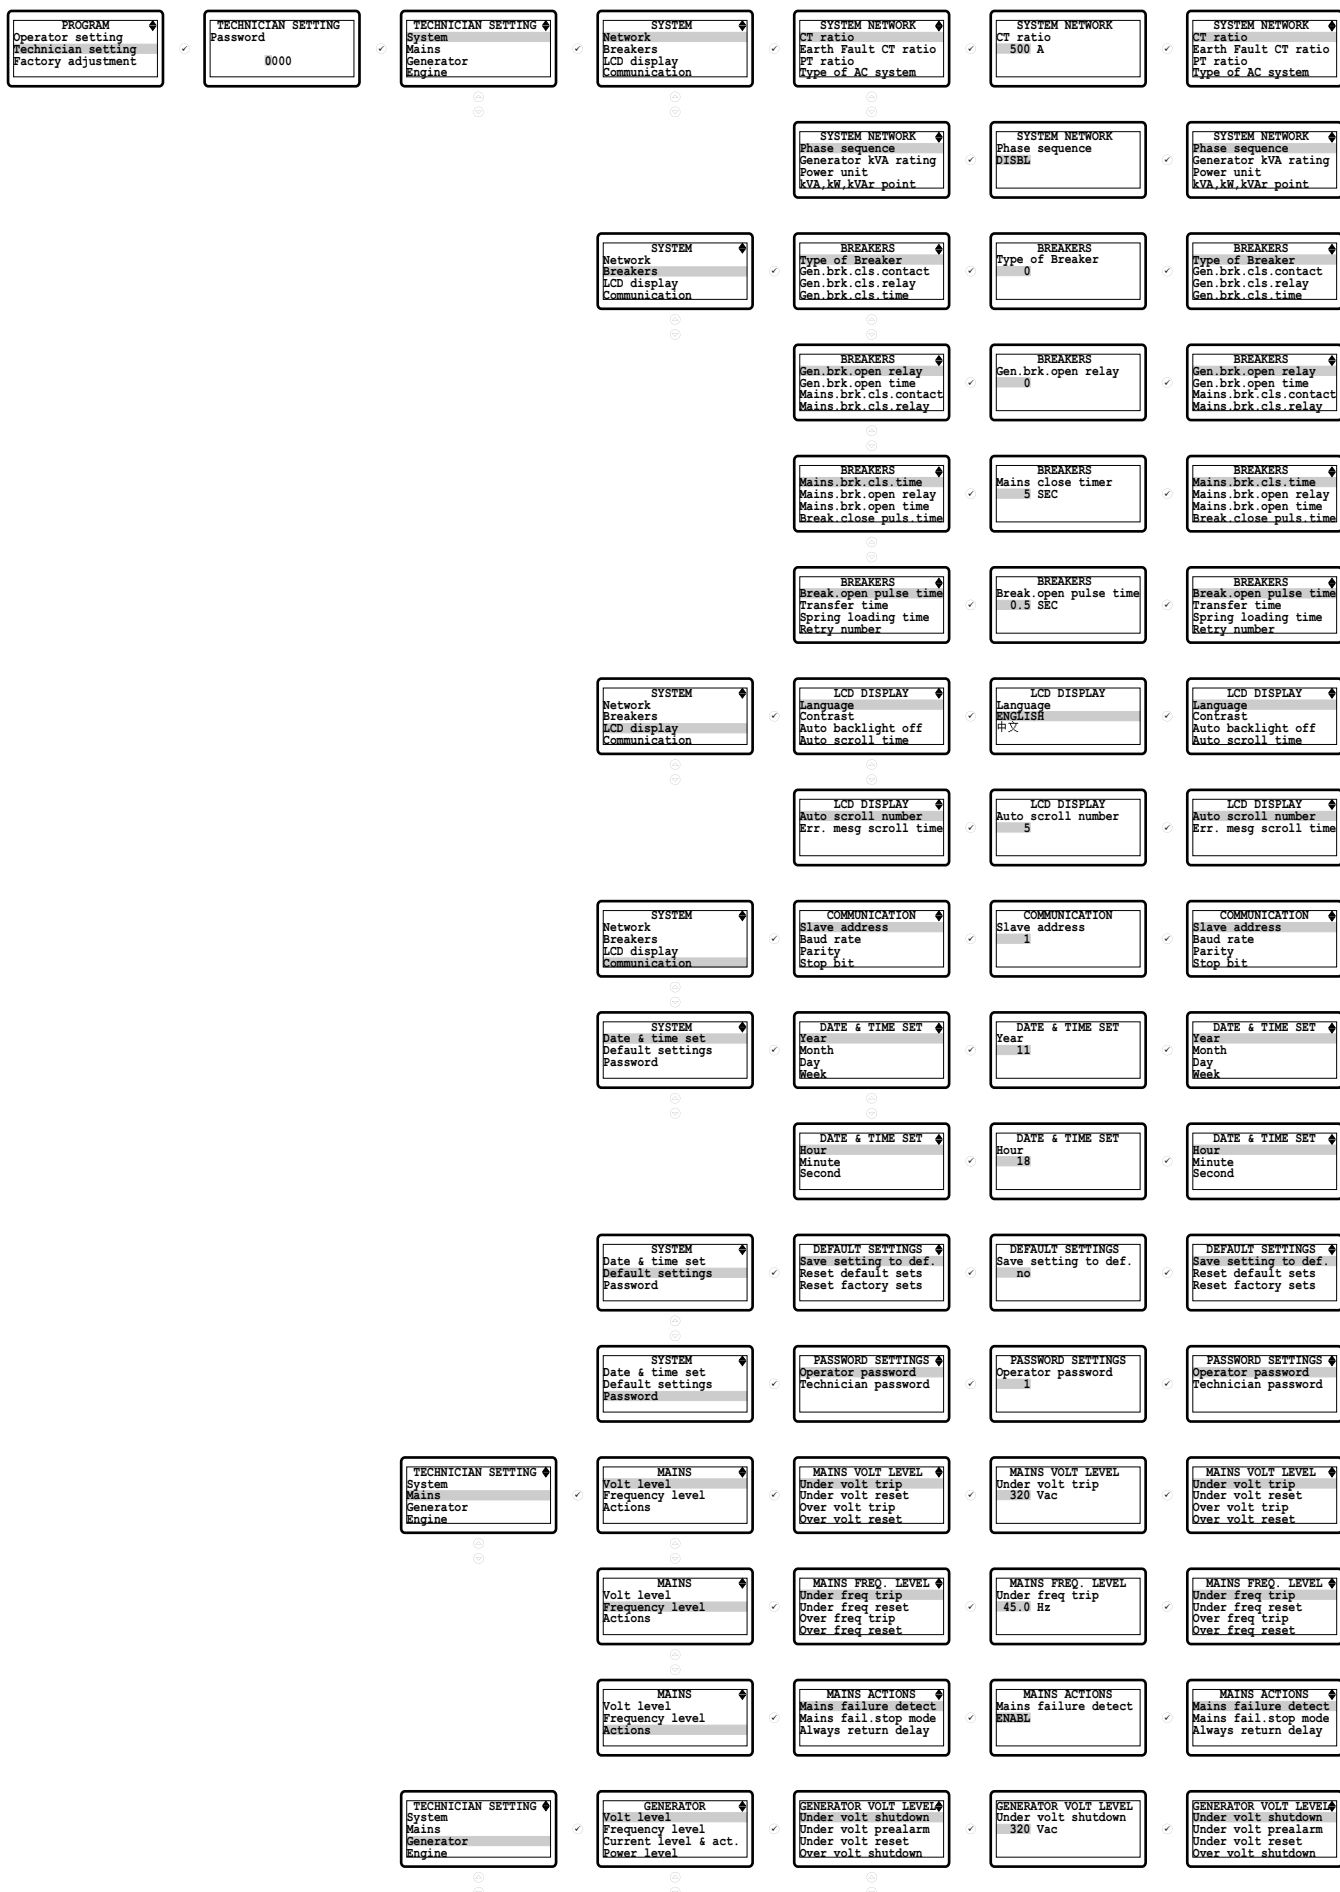 PROGRAM
Operator setting
Technician setting
Factory adjustment
TECHNICIAN SETTING
Password
0000
TECHNICIAN SETTING
System
Mains
Generator
Engine
SYSTEM
Network
Breakers
LCD display
Communication
SYSTEM NETWORK
CT ratio
Earth Fault CT ratio
PT ratio
Type of AC system
SYSTEM NETWORK
CT ratio
500 A
SYSTEM NETWORK
CT ratio
Earth Fault CT ratio
PT ratio
Type of AC system
SYSTEM NETWORK
Phase sequence
Generator kVA rating
Power unit
kVA,kW,kVAr point
SYSTEM NETWORK
Phase sequence
DISBL
SYSTEM NETWORK
Phase sequence
Generator kVA rating
Power unit
kVA,kW,kVAr point
SYSTEM
Network
Breakers
LCD display
Communication
BREAKERS
Type of Breaker
Gen.brk.cls.contact
Gen.brk.cls.relay
Gen.brk.cls.time
BREAKERS
Type of Breaker
0
BREAKERS
Type of Breaker
Gen.brk.cls.contact
Gen.brk.cls.relay
Gen.brk.cls.time
BREAKERS
Gen.brk.open relay
Gen.brk.open time
Mains.brk.cls.contact
Mains.brk.cls.relay
BREAKERS
Gen.brk.open relay
0
BREAKERS
Gen.brk.open relay
Gen.brk.open time
Mains.brk.cls.contact
Mains.brk.cls.relay
BREAKERS
Mains.brk.cls.time
Mains.brk.open relay
Mains.brk.open time
Break.close puls.time
BREAKERS
Mains close timer
5 SEC
BREAKERS
Mains.brk.cls.time
Mains.brk.open relay
Mains.brk.open time
Break.close puls.time
BREAKERS
Break.open pulse time
Transfer time
Spring loading time
Retry number
BREAKERS
Break.open pulse time
0.5 SEC
BREAKERS
Break.open pulse time
Transfer time
Spring loading time
Retry number
SYSTEM
Network
Breakers
LCD display
Communication
LCD DISPLAY
Language
Contrast
Auto backlight off
Auto scroll time
LCD DISPLAY
Language
ENGLISH
中文
LCD DISPLAY
Language
Contrast
Auto backlight off
Auto scroll time
LCD DISPLAY
Auto scroll number
Err. mesg scroll time
LCD DISPLAY
Auto scroll number
5
LCD DISPLAY
Auto scroll number
Err. mesg scroll time
SYSTEM
Network
Breakers
LCD display
Communication
COMMUNICATION
Slave address
Baud rate
Parity
Stop bit
COMMUNICATION
Slave address
1
COMMUNICATION
Slave address
Baud rate
Parity
Stop bit
SYSTEM
Date & time set
Default settings
Password
DATE & TIME SET
Year
Month
Day
Week
DATE & TIME SET
Year
11
DATE & TIME SET
Year
Month
Day
Week
DATE & TIME SET
Hour
Minute
Second
DATE & TIME SET
Hour
18
DATE & TIME SET
Hour
Minute
Second
SYSTEM
Date & time set
Default settings
Password
DEFAULT SETTINGS
Save setting to def.
Reset default sets
Reset factory sets
DEFAULT SETTINGS
Save setting to def.
no
DEFAULT SETTINGS
Save setting to def.
Reset default sets
Reset factory sets
SYSTEM
Date & time set
Default settings
Password
PASSWORD SETTINGS
Operator password
Technician password
PASSWORD SETTINGS
Operator password
1
PASSWORD SETTINGS
Operator password
Technician password
TECHNICIAN SETTING
System
Mains
Generator
Engine
MAINS
Volt level
Frequency level
Actions
MAINS VOLT LEVEL
Under volt trip
Under volt reset
Over volt trip
Over volt reset
MAINS VOLT LEVEL
Under volt trip
320 Vac
MAINS VOLT LEVEL
Under volt trip
Under volt reset
Over volt trip
Over volt reset
MAINS
Volt level
Frequency level
Actions
MAINS FREQ. LEVEL
Under freq trip
Under freq reset
Over freq trip
Over freq reset
MAINS FREQ. LEVEL
Under freq trip
45.0 Hz
MAINS FREQ. LEVEL
Under freq trip
Under freq reset
Over freq trip
Over freq reset
MAINS
Volt level
Frequency level
Actions
MAINS ACTIONS
Mains failure detect
Mains fail.stop mode
Always return delay
MAINS ACTIONS
Mains failure detect
ENABL
MAINS ACTIONS
Mains failure detect
Mains fail.stop mode
Always return delay
TECHNICIAN SETTING
System
Mains
Generator
Engine
GENERATOR
Volt level
Frequency level
Current level & act.
Power level
GENERATOR VOLT LEVEL
Under volt shutdown
Under volt prealarm
Under volt reset
Over volt shutdown
GENERATOR VOLT LEVEL
Under volt shutdown
320 Vac
GENERATOR VOLT LEVEL
Under volt shutdown
Under volt prealarm
Under volt reset
Over volt shutdown